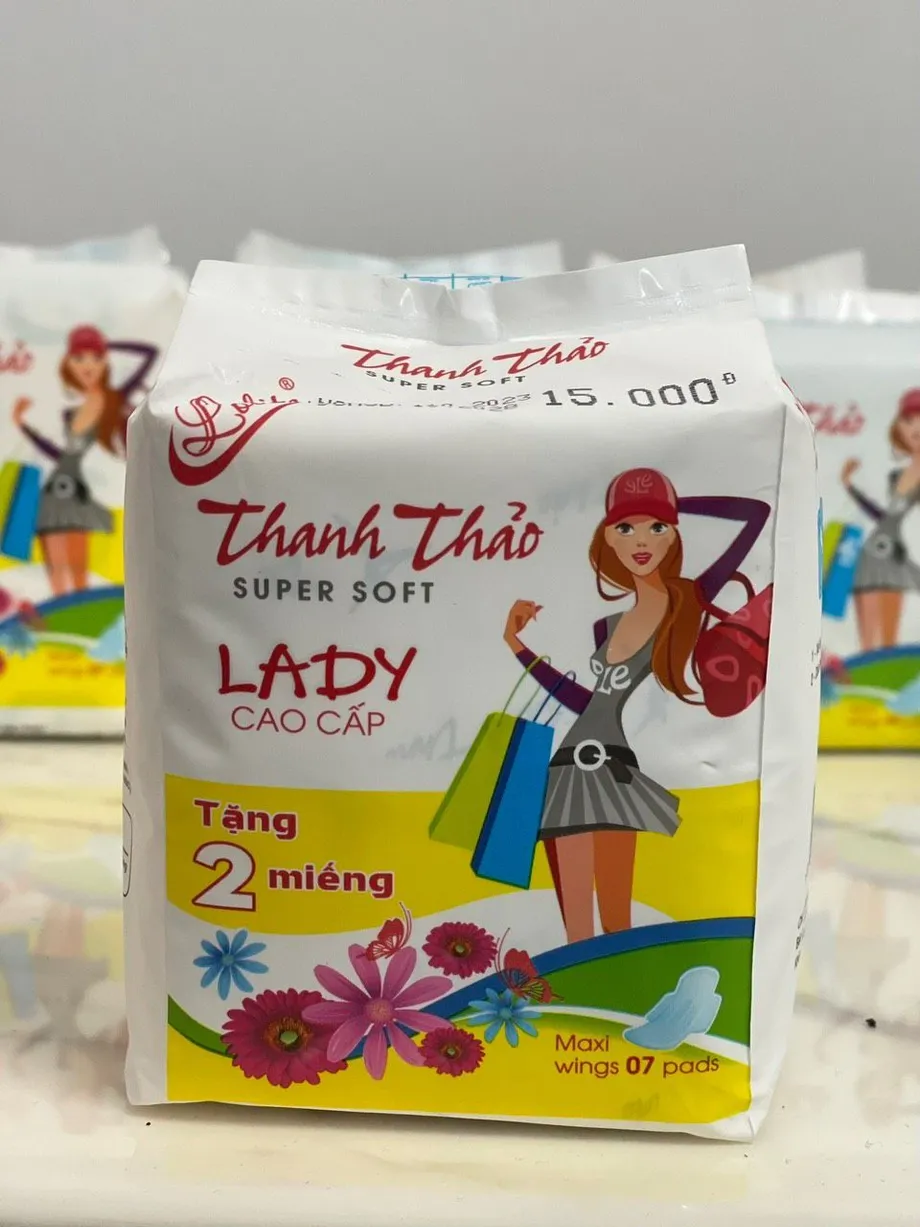 Thanh Thảo
SUPER SOFT
15.000 Đ
Thanh Thảo
SUPER SOFT
LADY
CAO CẤP
Tặng
2 miếng
Maxi
wings 07 pads